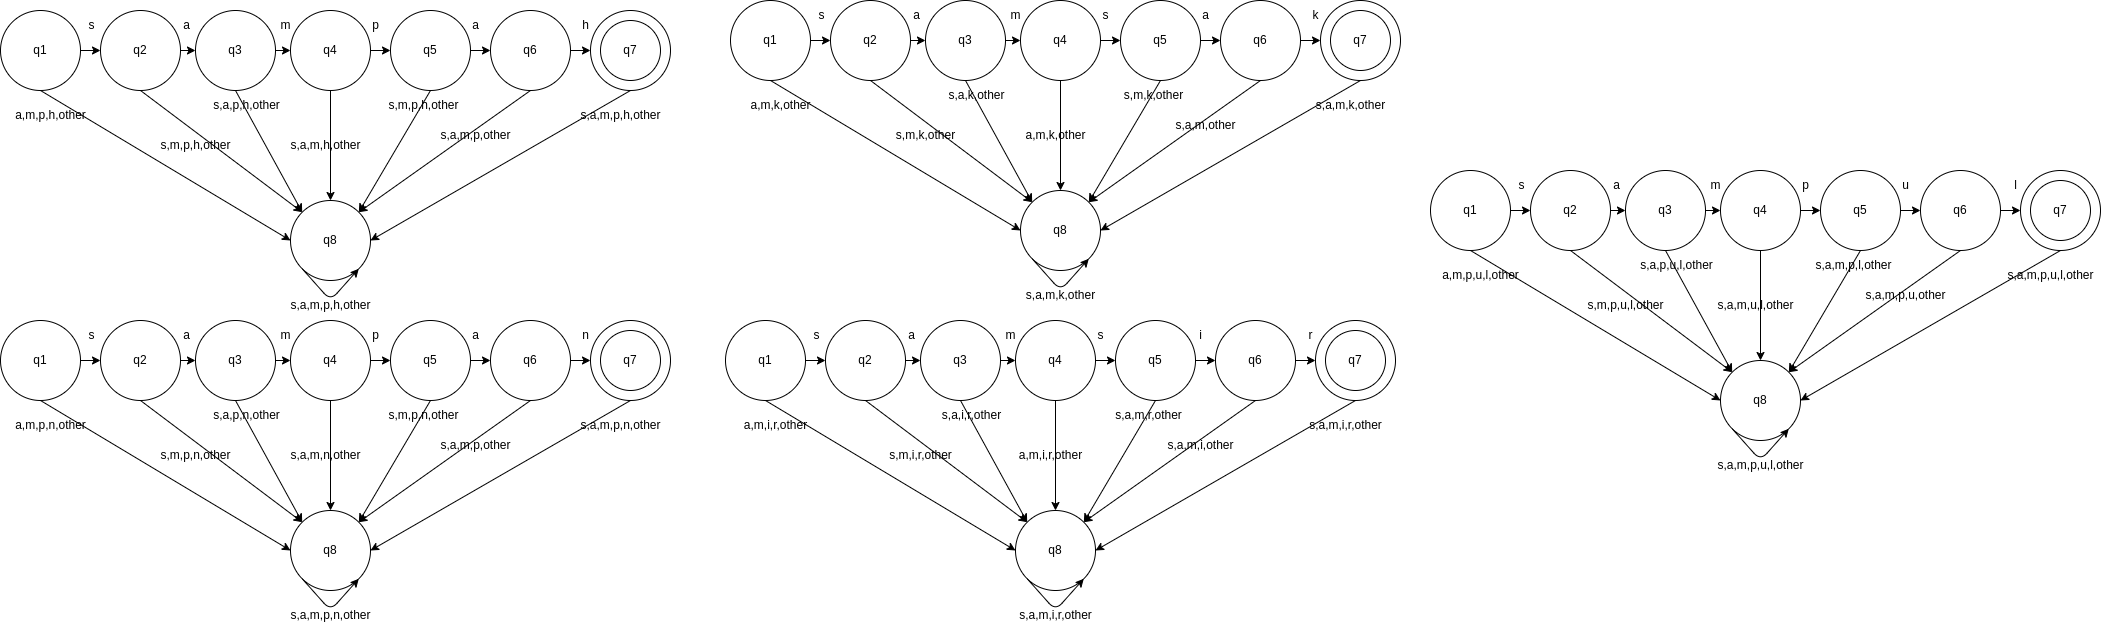 s a m p a h
q1 q2 q3 q4 q5 q6 q7
a,m,p,h,other
s,m,p,h,other
s,a,p,h,other
s,a,m,h,other
s,m,p,h,other
s,a,m,p,other
s,a,m,p,h,other
q8
s,a,m,p,h,other
s a m p a n
q1 q2 q3 q4 q5 q6 q7
a,m,p,n,other
s,m,p,n,other
s,a,p,n,other
s,a,m,n,other
s,m,p,n,other
s,a,m,p,other
s,a,m,p,n,other
q8
s,a,m,p,n,other
s a m s a k
q1 q2 q3 q4 q5 q6 q7
a,m,k,other
s,m,k,other
s,a,k,other
a,m,k,other
s,m,k,other
s,a,m,other
s,a,m,k,other
q8
s,a,m,k,other
s a m s i r
q1 q2 q3 q4 q5 q6 q7
a,m,i,r,other
s,m,i,r,other
s,a,i,r,other
a,m,i,r,other
s,a,m,r,other
s,a,m,i,other
s,a,m,i,r,other
q8
s,a,m,i,r,other
s a m p u l
q1 q2 q3 q4 q5 q6 q7
a,m,p,u,l,other
s,m,p,u,l,other
s,a,p,u,l,other
s,a,m,u,l,other
s,a,m,p,l,other
s,a,m,p,u,other
s,a,m,p,u,l,other
q8
s,a,m,p,u,l,other